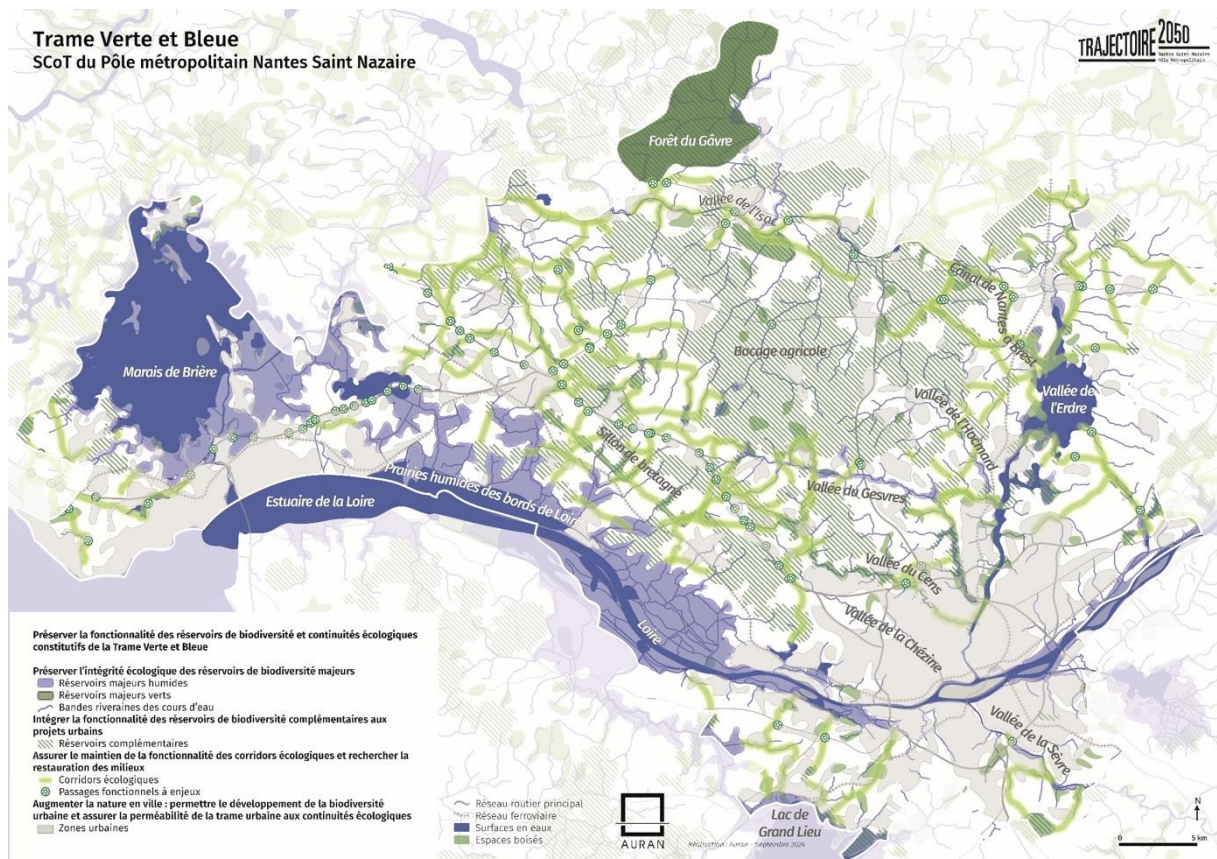 Trame Verte et Bleue
SCoT du Pôle métropolitain Nantes Saint Nazaire
TRAJECTOIRE 2050
Nantes Saint-Nazaire
Pôle Métropolitain
Forêt du Gâvre
Vallée de l'Isac
Canal de Nantes à Brest
Marais de Brière
Bocage agricole
Vallée de l'Erdre
Vallée de l'Hocmard
Sillon de bretagne
Prairies humides des bords de Loire
Estuaire de la Loire
Vallée du Gesvres
Vallée du Cens
Vallée de la Chézine
Loire
Vallée de la Sèvre
Lac de Grand Lieu
Préserver la fonctionnalité des réservoirs de biodiversité et continuités écologiques
constitutifs de la Trame Verte et Bleue
Préserver l'intégrité écologique des réservoirs de biodiversité majeurs
Réservoirs majeurs humides
Réservoirs majeurs verts
Bandes riveraines des cours d'eau
Intégrer la fonctionnalité des réservoirs de biodiversité complémentaires aux
projets urbains
Réservoirs complémentaires
Assurer le maintien de la fonctionnalité des corridors écologiques et rechercher la
restauration des milieux
Corridors écologiques
Passages fonctionnels à enjeux
Augmenter la nature en ville : permettre le développement de la biodiversité
urbaine et assurer la perméabilité de la trame urbaine aux continuités écologiques
Zones urbaines
Réseau routier principal
Réseau ferroviaire
Surfaces en eaux
Espaces boisés
AURAN
Réalisation : Auran - Septembre 2024
N
0 5 km